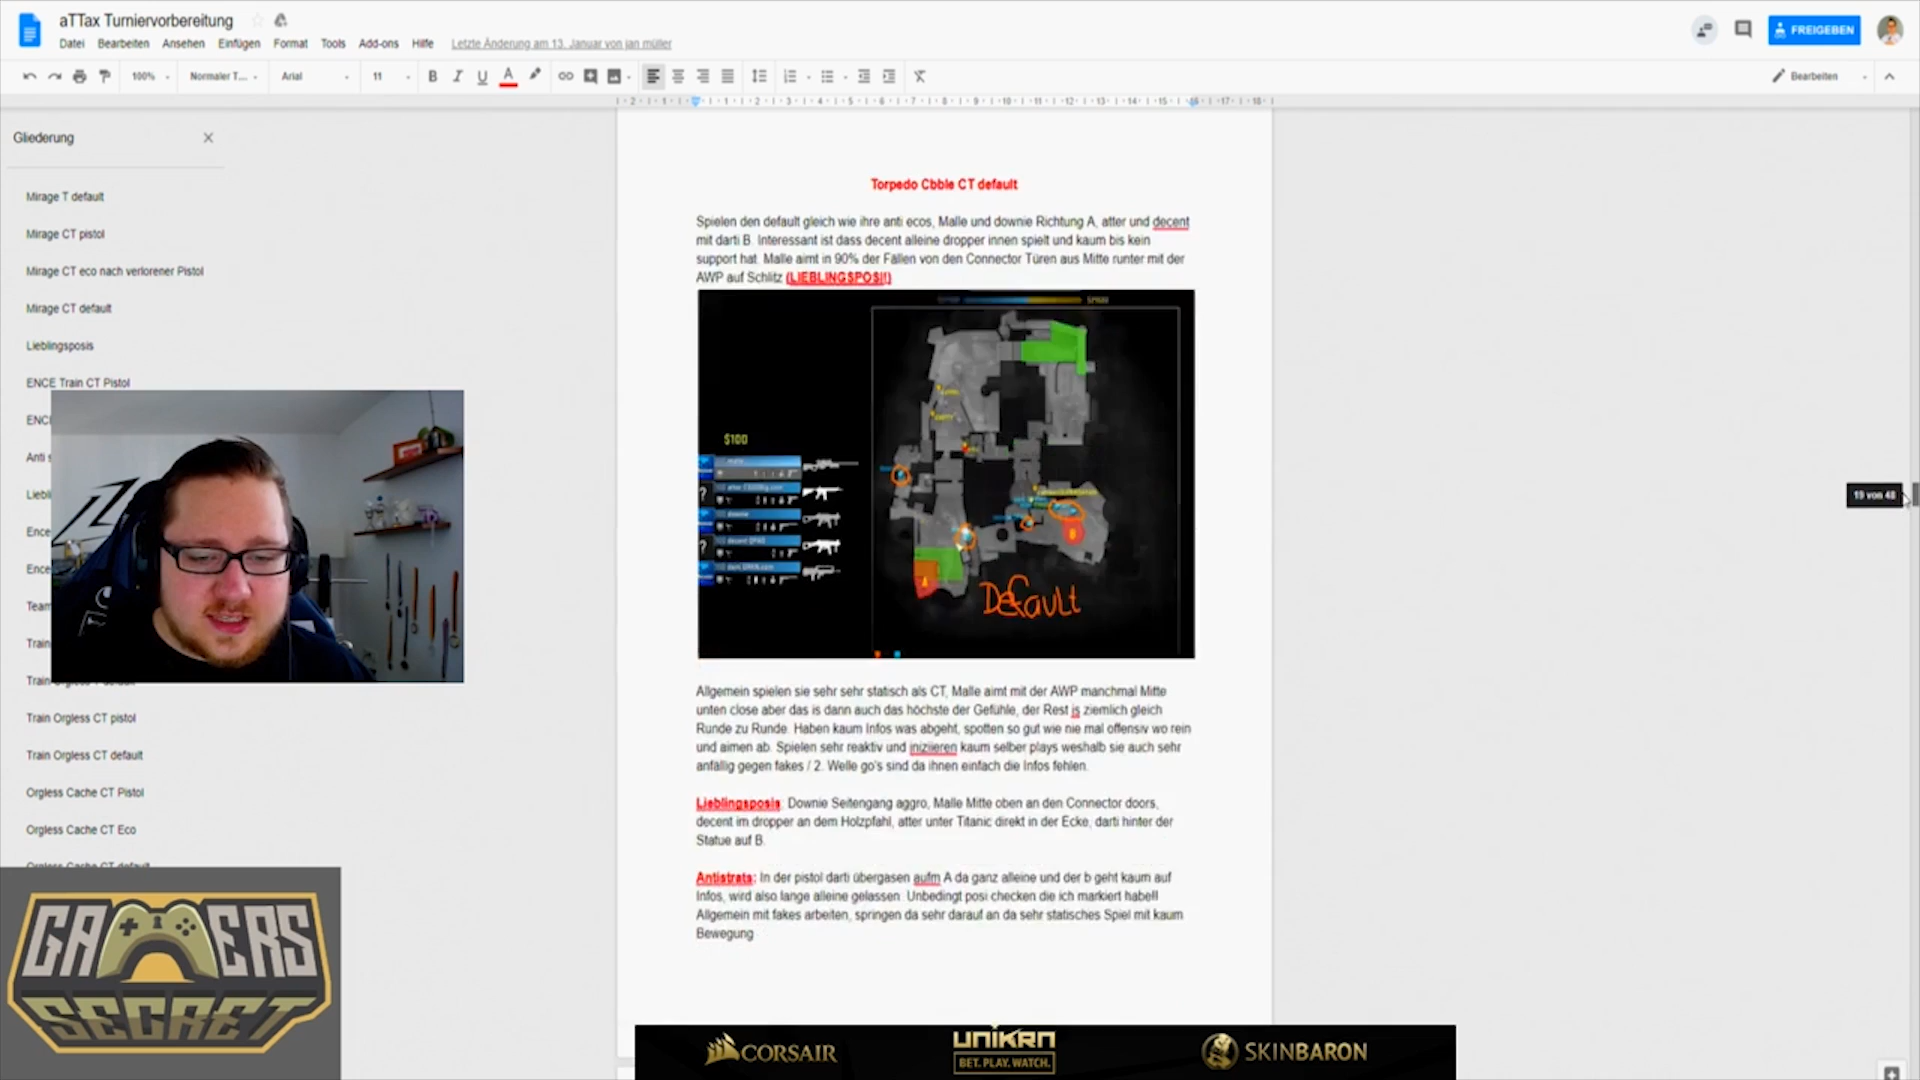 aTTax Turniervorbereitung
Datei Bearbeiten Ansehen Einfügen Format Tools Add-ons Hilfe Letzte Änderung am 13. Januar von jan müller
FREIGEBEN
100% Normaler T... Arial 11 Bearbeiten
Gliederung
Mirage T default
Mirage CT pistol
Mirage CT eco nach verlorener Pistol
Mirage CT default
Lieblingsposis
ENCE Train CT Pistol
Train Orgless CT pistol
Train Orgless CT default
Orgless Cache CT Pistol
Orgless Cache CT Eco
Orgless Cache CT default
Torpedo Cbble CT default
Spielen den default gleich wie ihre anti ecos, Malle und downie Richtung A, atter und decent
mit darti B. Interessant ist dass decent alleine dropper innen spielt und kaum bis kein
support hat. Malle aimt in 90% der Fällen von den Connector Türen aus Mitte runter mit der
AWP auf Schlitz (LIEBLINGSPOSI!)
$100
DeFault
Allgemein spielen sie sehr sehr statisch als CT, Malle aimt mit der AWP manchmal Mitte
unten close aber das is dann auch das höchste der Gefühle, der Rest is ziemlich gleich
Runde zu Runde. Haben kaum Infos was abgeht, spotten so gut wie nie mal offensiv wo rein
und aimen ab. Spielen sehr reaktiv und iniziieren kaum selber plays weshalb sie auch sehr
anfällig gegen fakes / 2. Welle go's sind da ihnen einfach die Infos fehlen.
Lieblingsposis: Downie Seitengang aggro, Malle Mitte oben an den Connector doors,
decent im dropper an dem Holzpfahl, atter unter Titanic direkt in der Ecke, darti hinter der
Statue auf B.
Antistrats: In der pistol darti übergasen aufm A da ganz alleine und der b geht kaum auf
Infos, wird also lange alleine gelassen. Unbedingt posi checken die ich markiert habe!!
Allgemein mit fakes arbeiten, springen da sehr darauf an da sehr statisches Spiel mit kaum
Bewegung
19 von 48
GAMERS
SECRET
CORSAIR
UNIKRN
BET. PLAY. WATCH.
SKINBARON